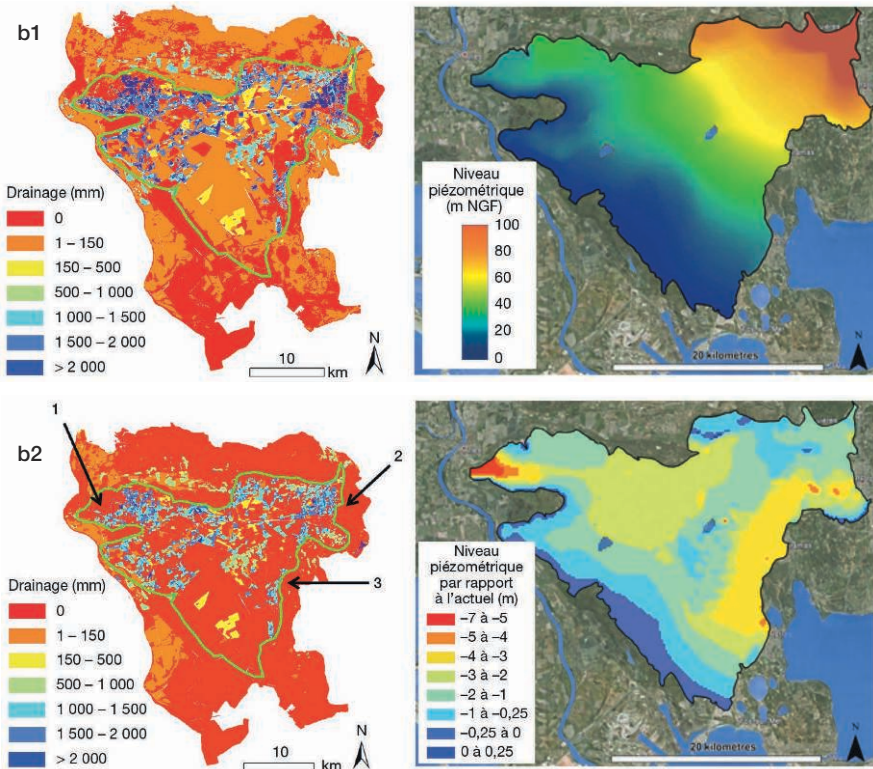 b1
Drainage (mm)
0
1 – 150
150 – 500
500 – 1 000
1 000 – 1 500
1 500 – 2 000
> 2 000
10
km
N
Niveau
piézométrique
(m NGF)
100
80
60
40
20
0
20 kilomètres
N
b2
1
2
3
Drainage (mm)
0
1 – 150
150 – 500
500 – 1 000
1 000 – 1 500
1 500 – 2 000
> 2 000
10
km
N
Niveau
piézométrique
par rapport
à l’actuel (m)
–7 à –5
–5 à –4
–4 à –3
–3 à –2
–2 à –1
–1 à –0,25
–0,25 à 0
0 à 0,25
20 kilomètres
N